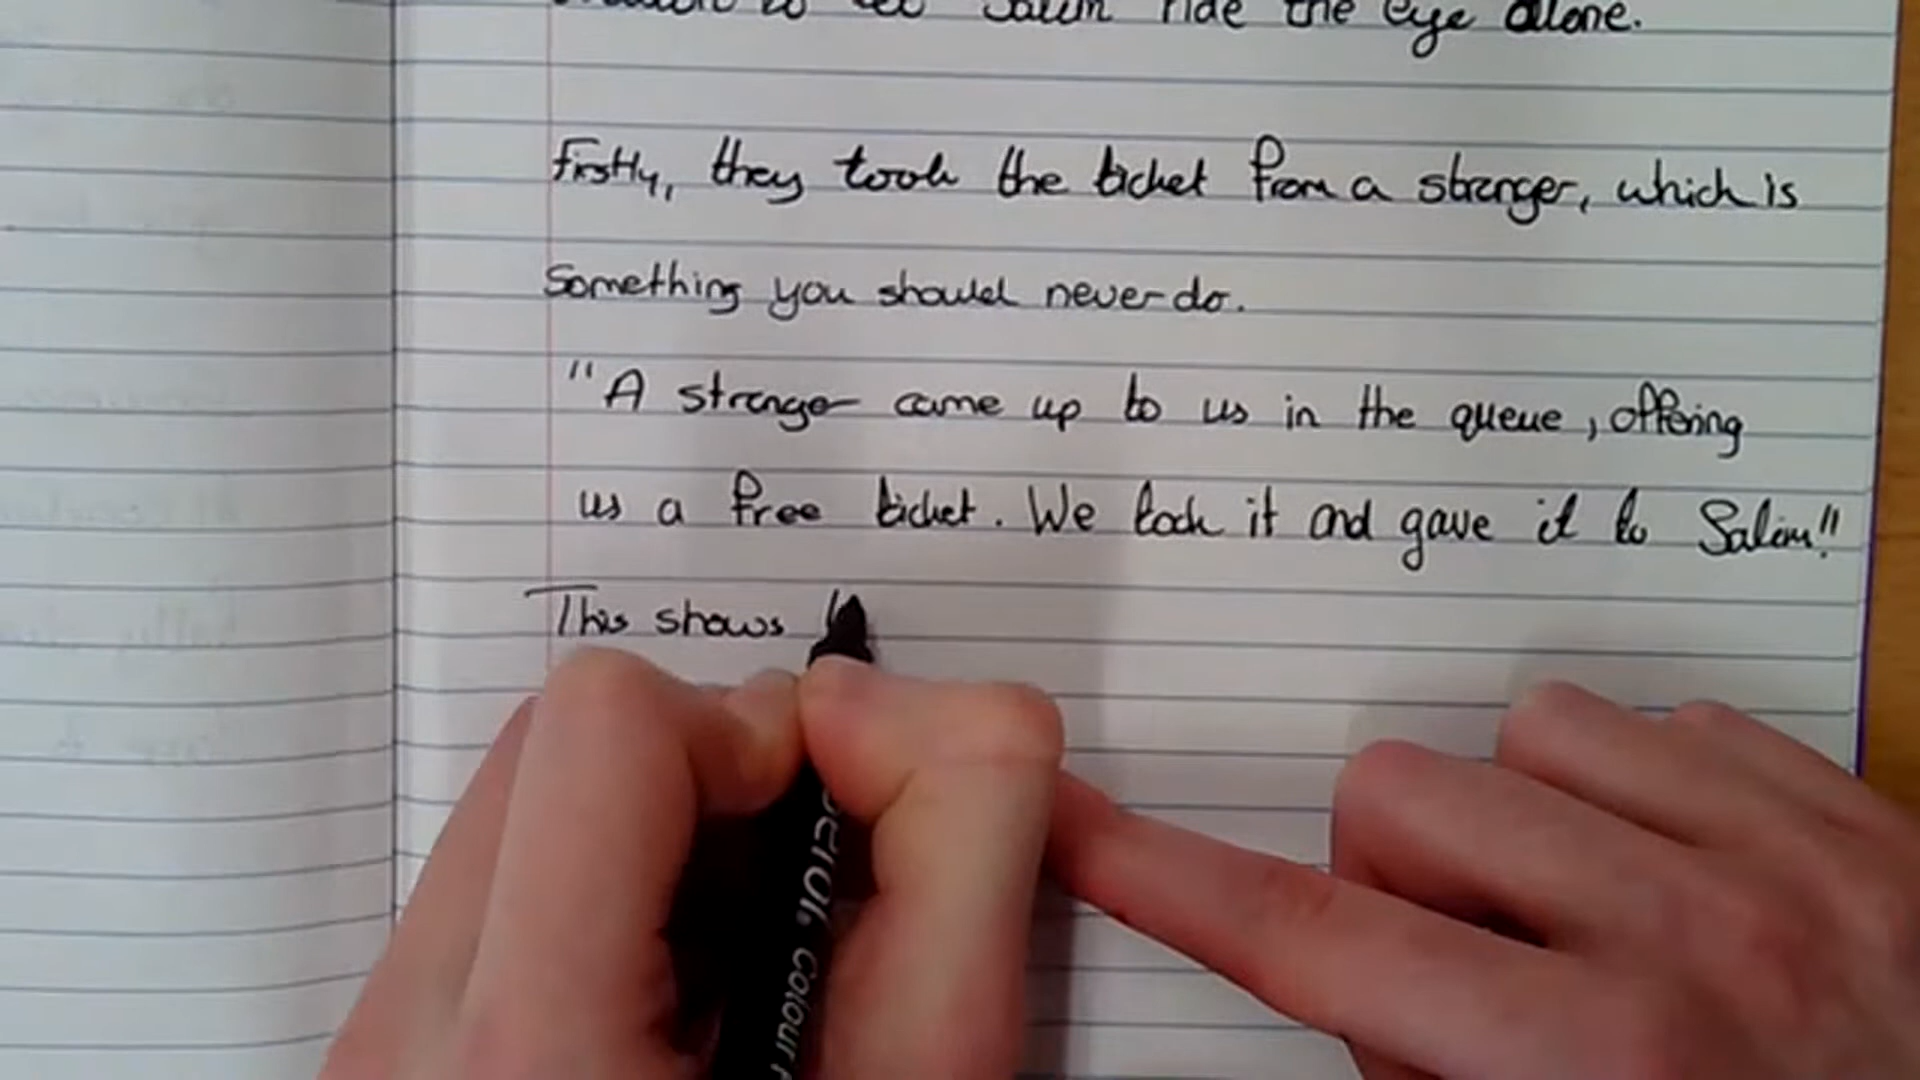 to let Salim ride the Eye alone.
Firstly, they took the ticket from a stranger, which is
something you should never do.
"A stranger came up to us in the queue, offering
us a free ticket. We took it and gave it to Salim!"
This shows
BEROL. Colour